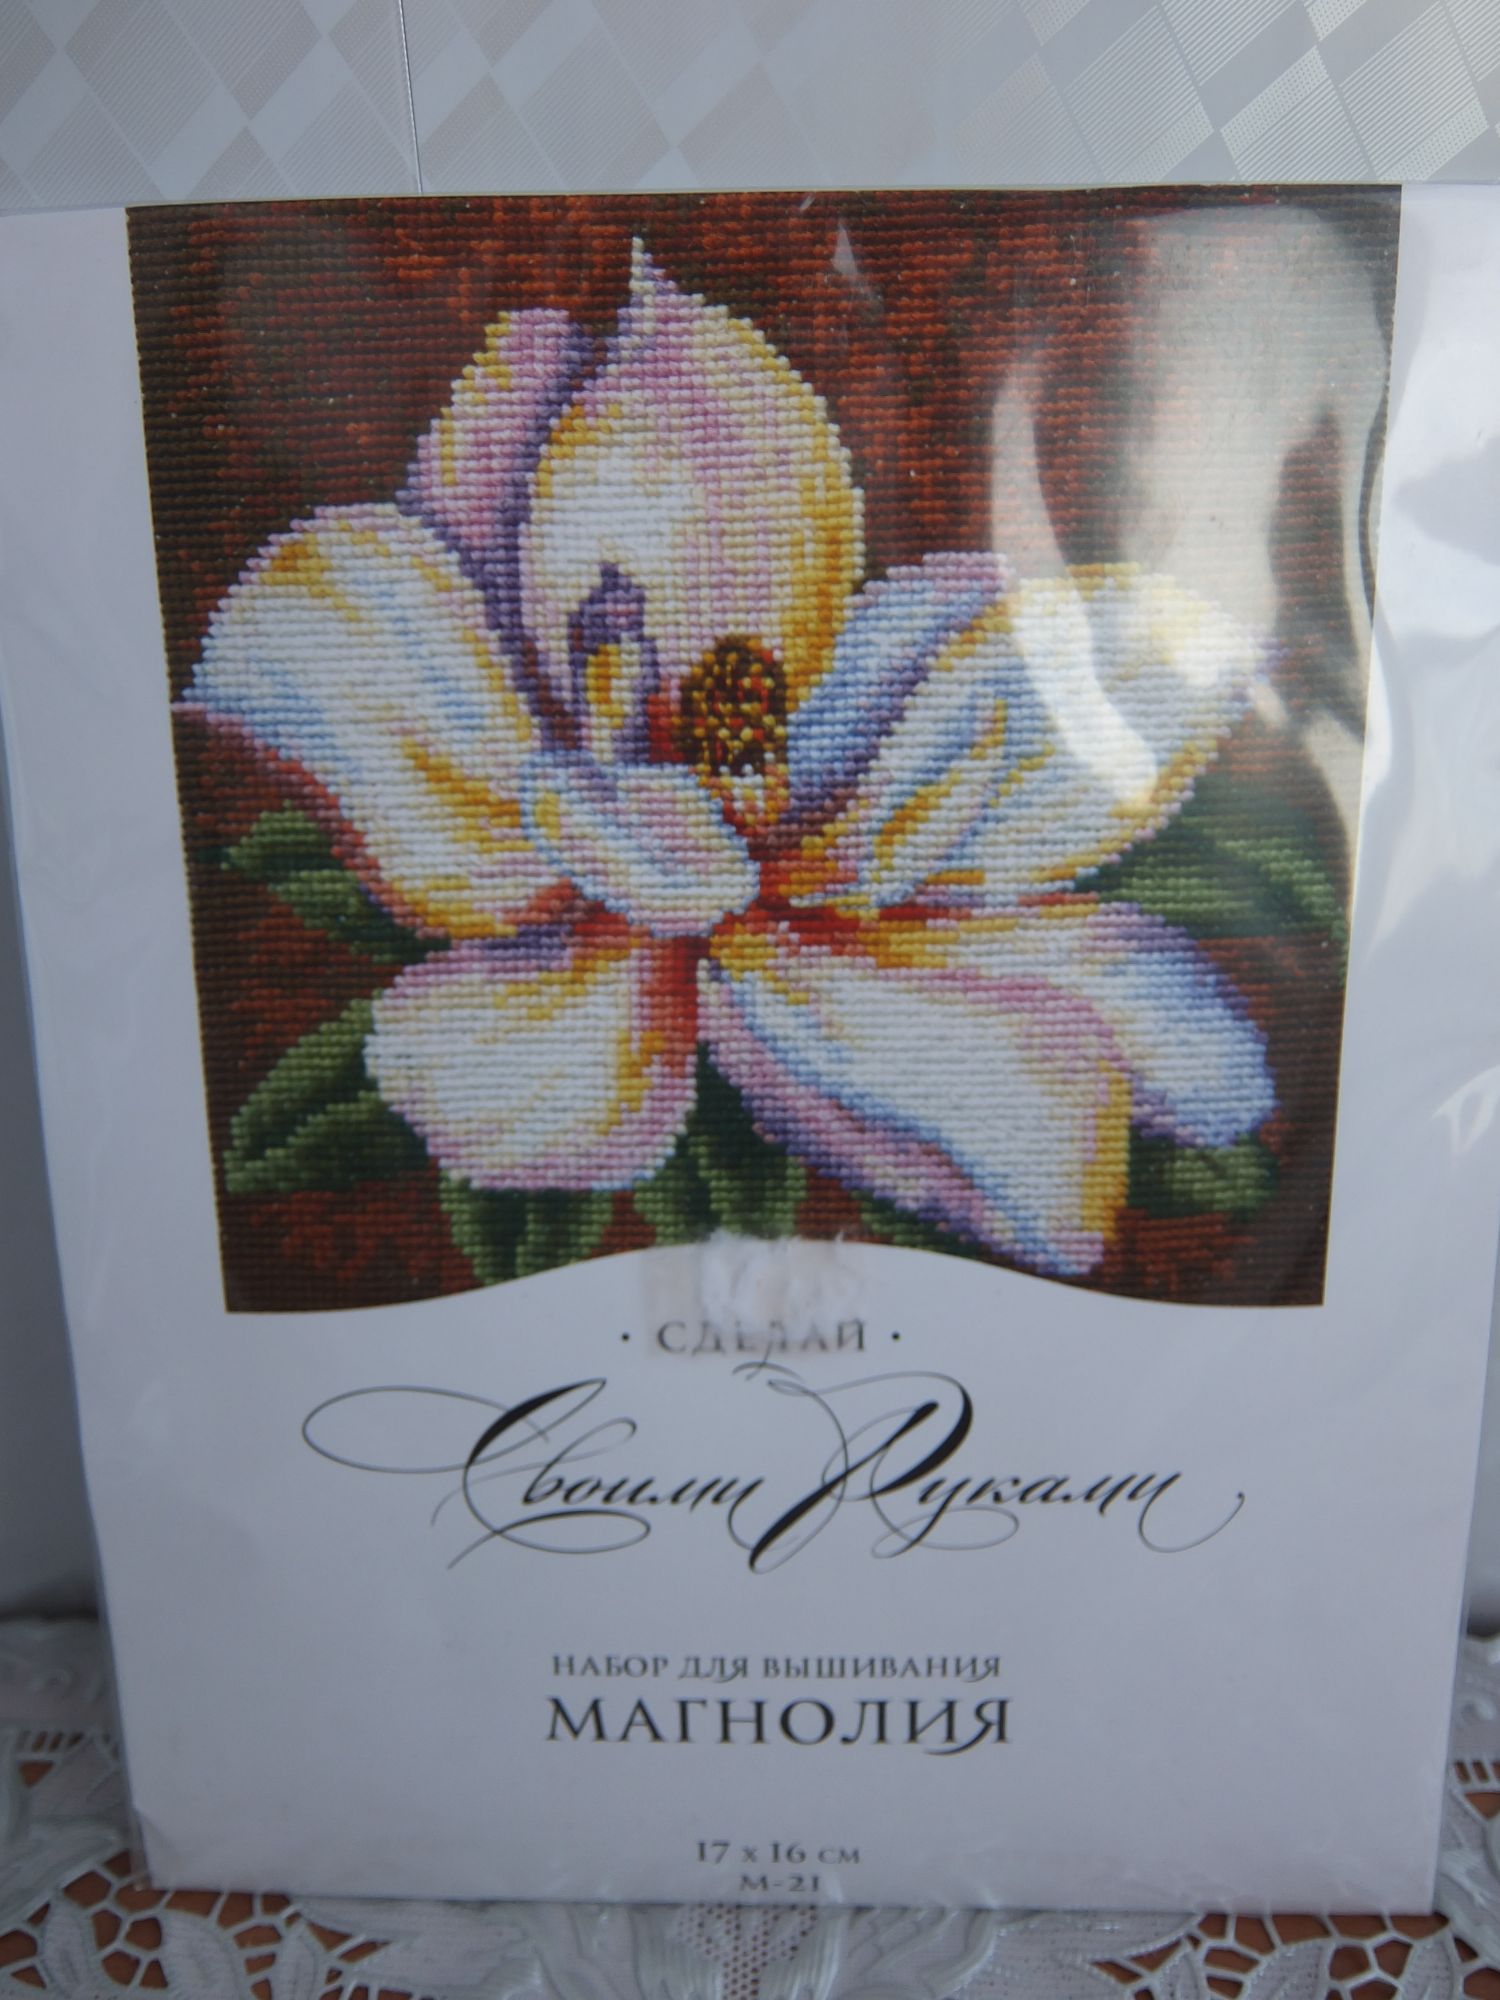 · СДЕЛАЙ ·
Своими Руками
НАБОР ДЛЯ ВЫШИВАНИЯ
МАГНОЛИЯ
17 х 16 см
М-21